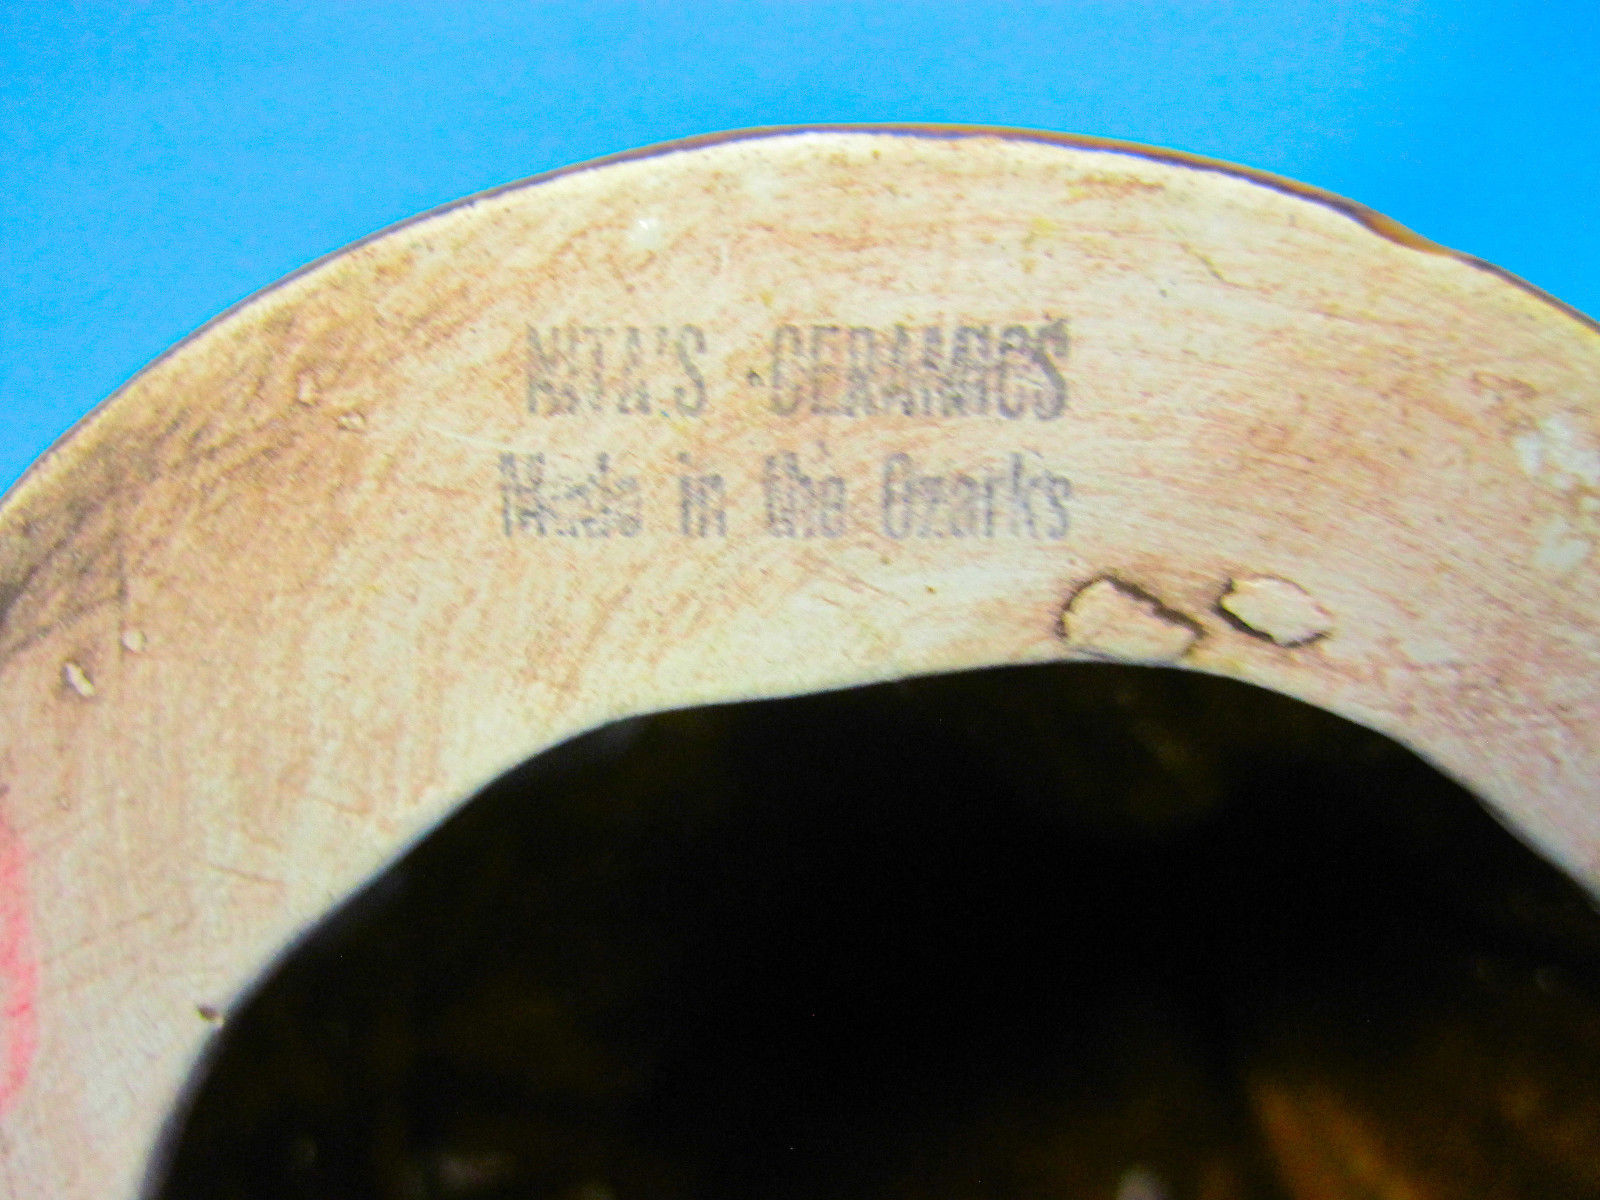 NITA'S CERAMICS
Made in the Ozarks